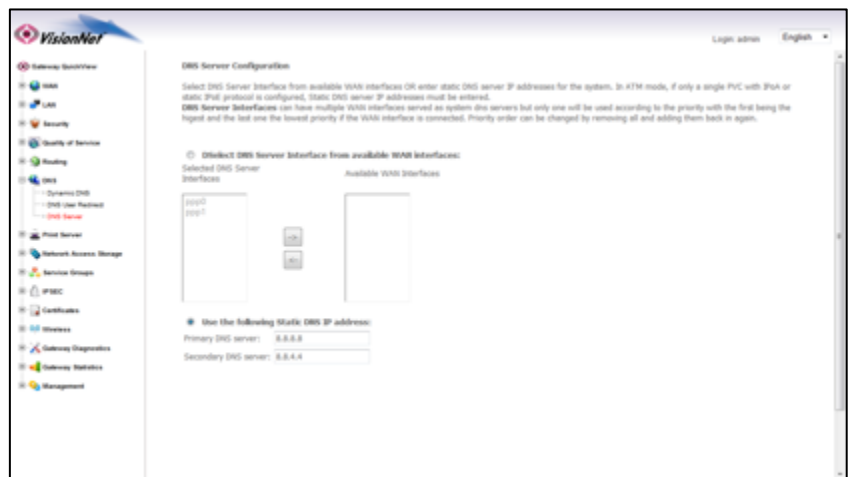 VisionNet
Login: admin
English
Gateway QuickView
WAN
LAN
Security
Quality of Service
Routing
DNS
Dynamic DNS
DNS User Redirect
DNS Server
Print Server
Network Access Storage
Service Groups
IPSEC
Certificates
Wireless
Gateway Diagnostics
Gateway Statistics
Management
DNS Server Configuration
Select DNS Server Interface from available WAN interfaces OR enter static DNS server IP addresses for the system. In ATM mode, if only a single PVC with IPoA or
static IPoE protocol is configured, Static DNS server IP addresses must be entered.
DNS Server Interfaces can have multiple WAN interfaces served as system dns servers but only one will be used according to the priority with the first being the
higest and the last one the lowest priority if the WAN interface is connected. Priority order can be changed by removing all and adding them back in again.
DSelect DNS Server Interface from available WAN interfaces:
Selected DNS Server
Interfaces
Available WAN Interfaces
ppp0
-> 
<-
Use the following Static DNS IP address:
Primary DNS server: 8.8.8.8
Secondary DNS server: 8.8.4.4